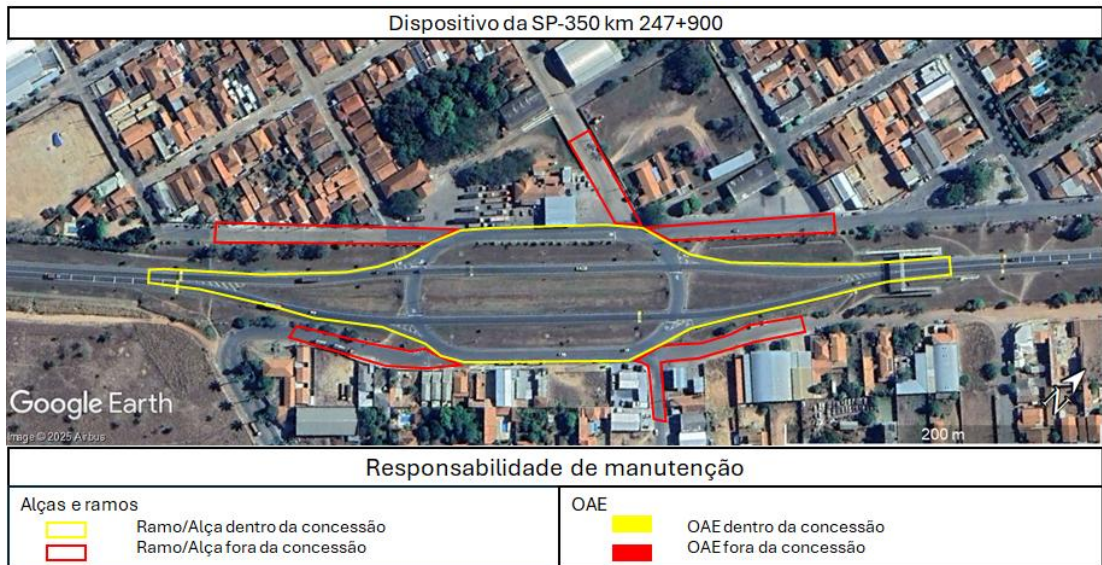 Dispositivo da SP-350 km 247+900
Google Earth
Image © 2025 Airbus
N
200 m
Responsabilidade de manutenção
Alças e ramos
Ramo/Alça dentro da concessão
Ramo/Alça fora da concessão
OAE
OAE dentro da concessão
OAE fora da concessão